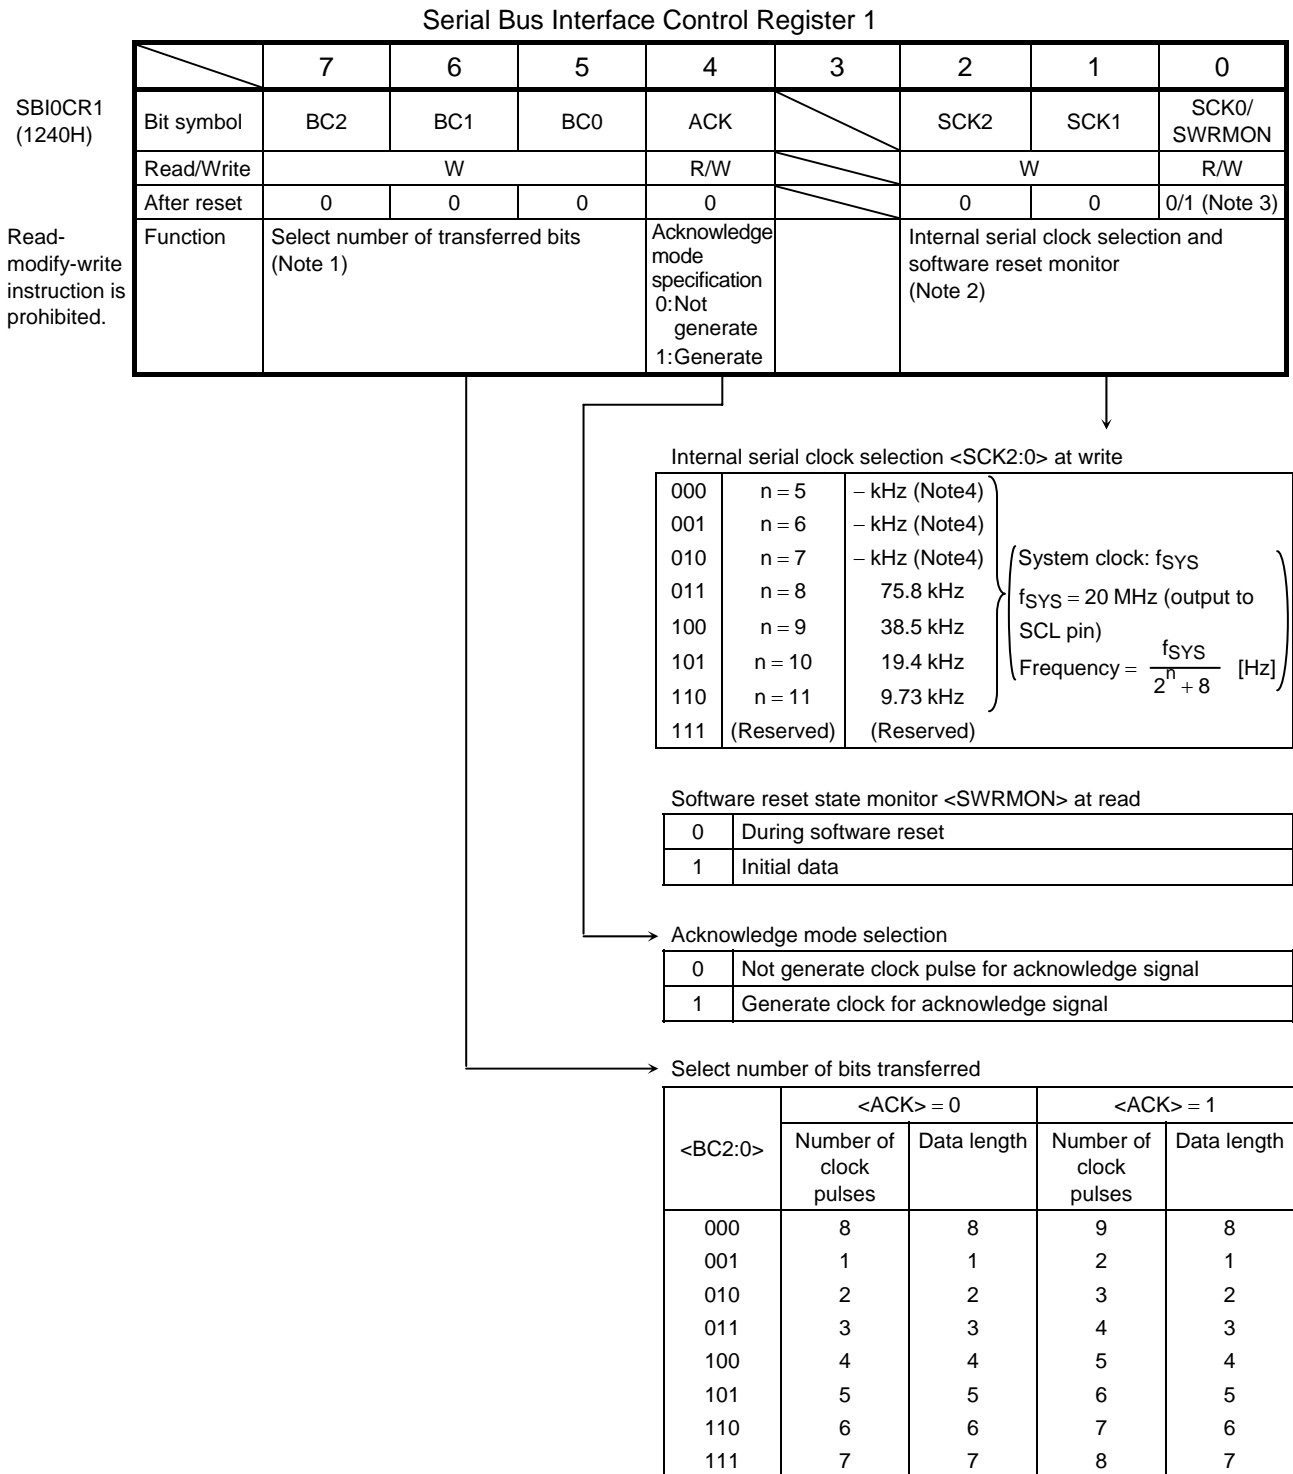 Serial Bus Interface Control Register 1
7 6 5 4 3 2 1 0
SBI0CR1
(1240H)
Bit symbol BC2 BC1 BC0 ACK SCK2 SCK1 SCK0/
SWRMON
Read/Write W R/W W R/W
After reset 0 0 0 0 0 0 0/1 (Note 3)
Read-
modify-write
instruction is
prohibited.
Function
Select number of transferred bits
(Note 1)
Acknowledge
mode
specification
0:Not
generate
1:Generate
Internal serial clock selection and
software reset monitor
(Note 2)
Internal serial clock selection <SCK2:0> at write
000 n = 5 − kHz (Note4)
001 n = 6 − kHz (Note4)
010 n = 7 − kHz (Note4)
011 n = 8 75.8 kHz
100 n = 9 38.5 kHz
101 n = 10 19.4 kHz
110 n = 11 9.73 kHz
111 (Reserved) (Reserved)
System clock: fSYS
fSYS = 20 MHz (output to
SCL pin)
Frequency = fSYS / 2^n + 8 [Hz]
Software reset state monitor <SWRMON> at read
0 During software reset
1 Initial data
Acknowledge mode selection
0 Not generate clock pulse for acknowledge signal
1 Generate clock for acknowledge signal
Select number of bits transferred
<BC2:0> <ACK> = 0 <ACK> = 1
Number of
clock
pulses
Data length
Number of
clock
pulses
Data length
000 8 8 9 8
001 1 1 2 1
010 2 2 3 2
011 3 3 4 3
100 4 4 5 4
101 5 5 6 5
110 6 6 7 6
111 7 7 8 7